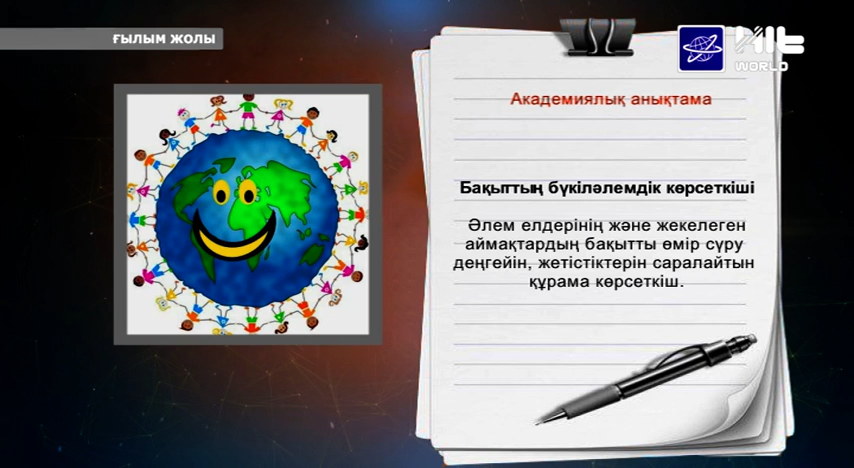 ҒЫЛЫМ ЖОЛЫ
WORLD
Академиялық анықтама
Бақыттың бүкіләлемдік көрсеткіші
Әлем елдерінің және жекелеген
аймақтардың бақытты өмір сүру
деңгейін, жетістіктерін саралайтын
құрама көрсеткіш.